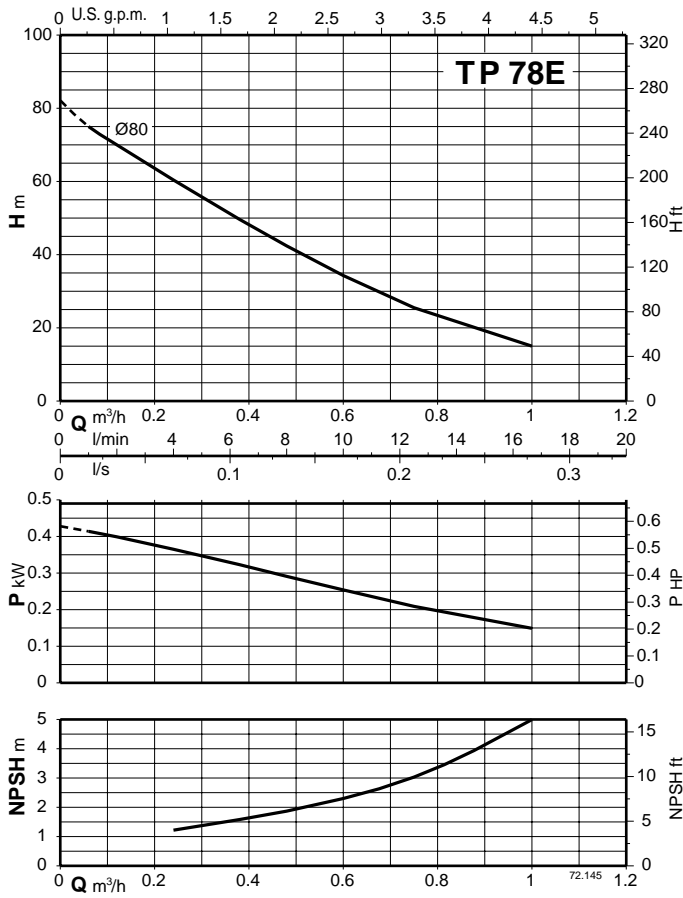 0 U.S. g.p.m. 1 1.5 2 2.5 3 3.5 4 4.5 5
TP 78E
Ø80
100
80
60
40
20
0
H m
320
280
240
200
160
120
80
40
0
H ft
0 0.2 0.4 0.6 0.8 1 1.2
Q m³/h
0 l/min 4 6 8 10 12 14 16 18 20
0 l/s 0.1 0.2 0.3
0.5
0.4
0.3
0.2
0.1
0
P kW
0.6
0.5
0.4
0.3
0.2
0.1
0
P HP
5
4
3
2
1
0
NPSH m
15
10
5
0
NPSH ft
72.145
0 Q m³/h 0.2 0.4 0.6 0.8 1 1.2